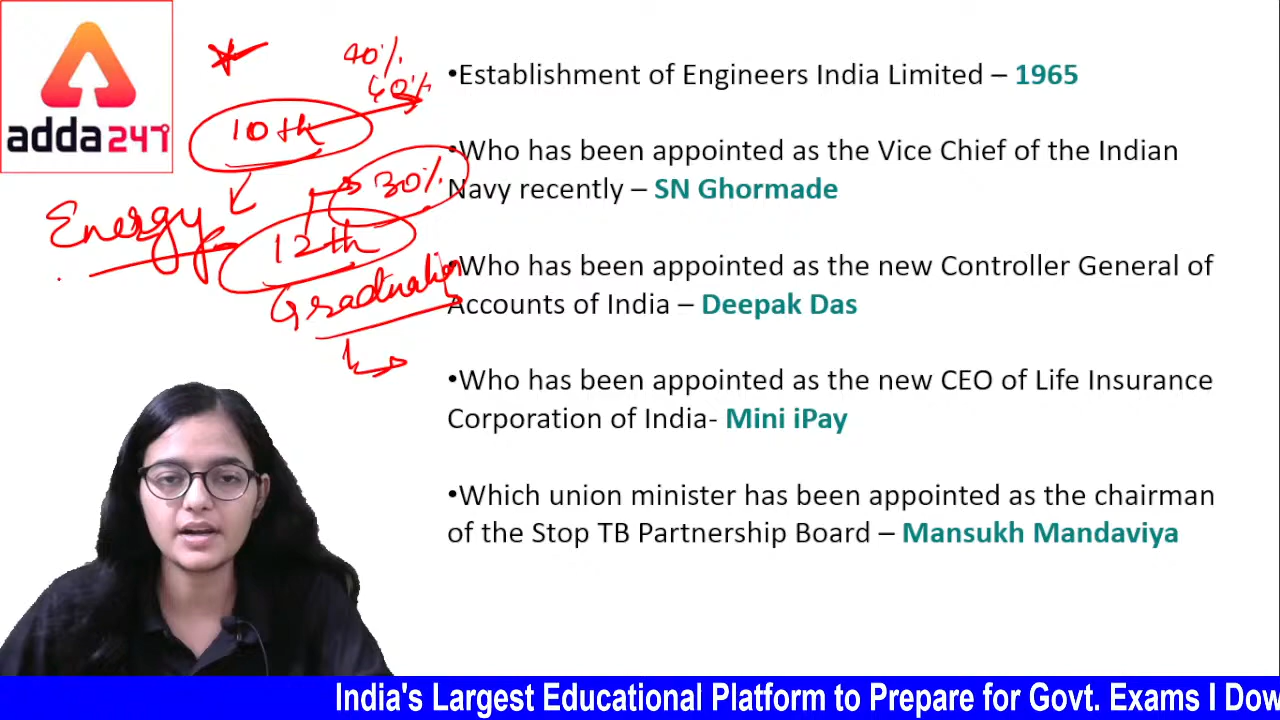 adda247
40%
60%
10th
30%
Energy
12th
Graduation
•Establishment of Engineers India Limited – 1965
•Who has been appointed as the Vice Chief of the Indian
Navy recently – SN Ghormade
•Who has been appointed as the new Controller General of
Accounts of India – Deepak Das
•Who has been appointed as the new CEO of Life Insurance
Corporation of India- Mini iPay
•Which union minister has been appointed as the chairman
of the Stop TB Partnership Board – Mansukh Mandaviya
India's Largest Educational Platform to Prepare for Govt. Exams I Dow